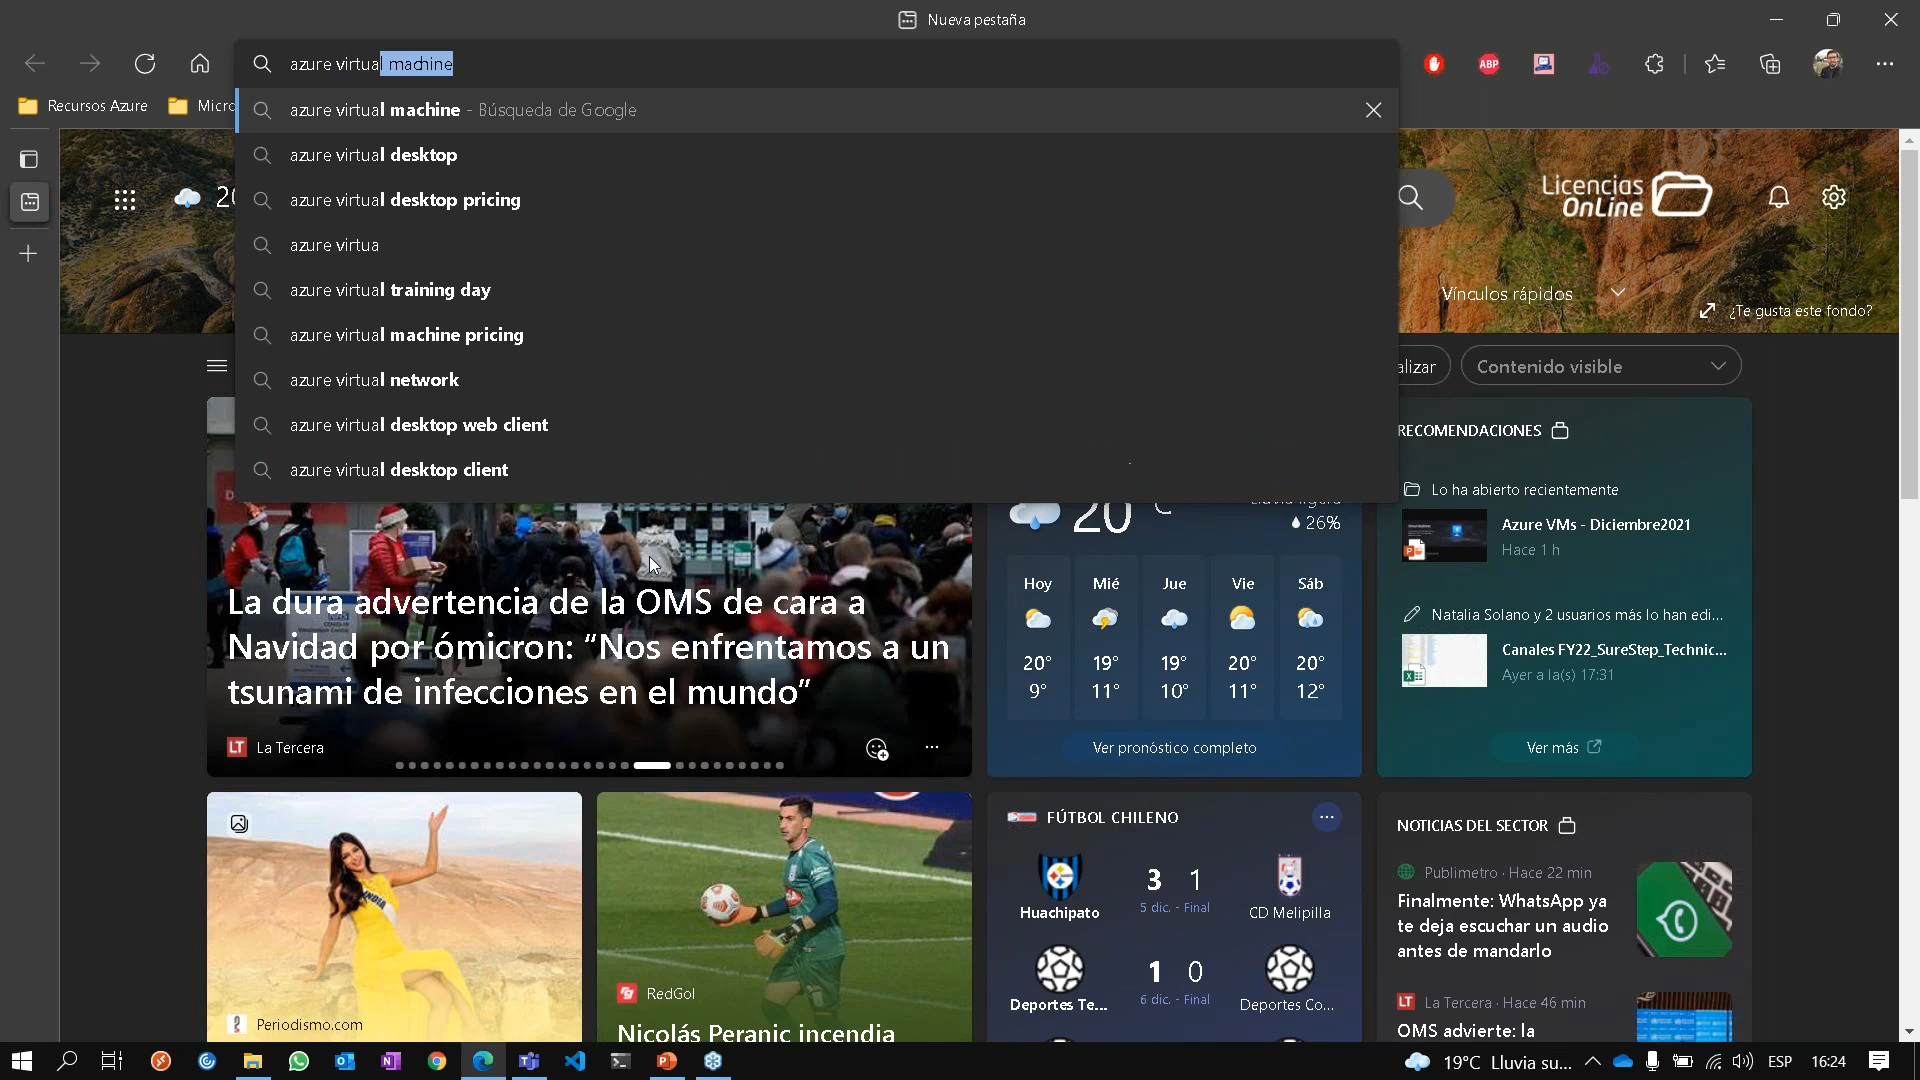 Nueva pestaña
azure virtual machine
ABP
Recursos Azure
azure virtual machine - Búsqueda de Google
azure virtual desktop
azure virtual desktop pricing
azure virtua
azure virtual training day
azure virtual machine pricing
azure virtual network
azure virtual desktop web client
azure virtual desktop client
Licencias
OnLine
Vínculos rápidos
¿Te gusta este fondo?
Contenido visible
La dura advertencia de la OMS de cara a
Navidad por ómicron: “Nos enfrentamos a un
tsunami de infecciones en el mundo”
LT La Tercera
20
26%
Hoy Mié Jue Vie Sáb
20° 19° 19° 20° 20°
9° 11° 10° 11° 12°
Ver pronóstico completo
RECOMENDACIONES
Lo ha abierto recientemente
Azure VMs - Diciembre2021
Hace 1 h
Natalia Solano y 2 usuarios más lo han edi...
Canales FY22_SureStep_Technic...
Ayer a la(s) 17:31
Ver más
Periodismo.com
RedGol
Nicolás Peranic incendia
FÚTBOL CHILENO
3 1
5 dic. - Final
Huachipato CD Melipilla
1 0
6 dic. - Final
Deportes Te... Deportes Co...
NOTICIAS DEL SECTOR
Publimetro · Hace 22 min
Finalmente: WhatsApp ya
te deja escuchar un audio
antes de mandarlo
LT La Tercera · Hace 46 min
OMS advierte: la
19°C Lluvia su...
ESP
16:24